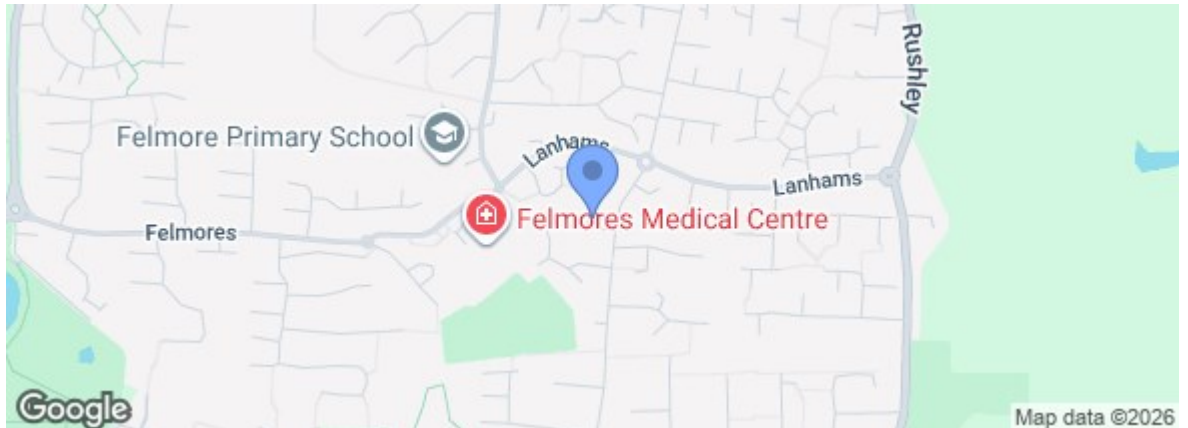 Rushley
Felmore Primary School
Lanhams
Lanhams
Felmores Medical Centre
Felmores
Google
Map data ©2026